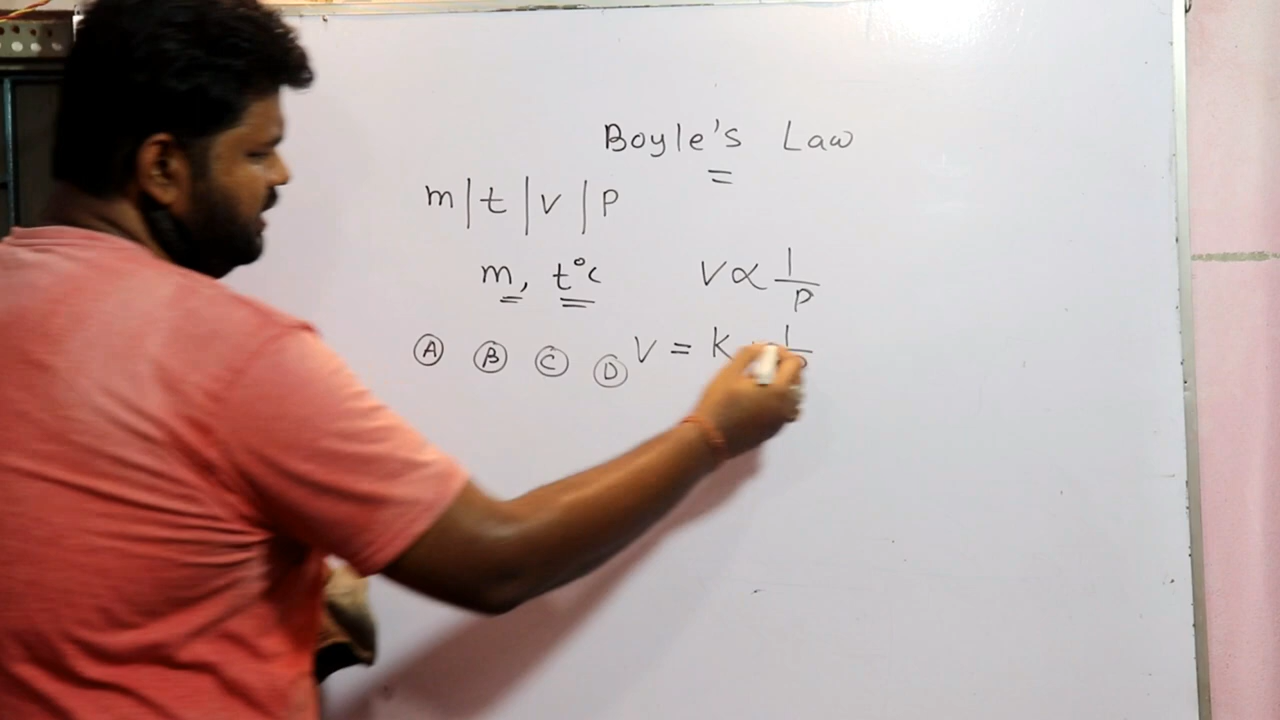 Boyle's Law
m | t | v | P
m, t°c
V ∝ 1/P
Ⓐ Ⓑ Ⓒ Ⓓ
V = K · 1/P